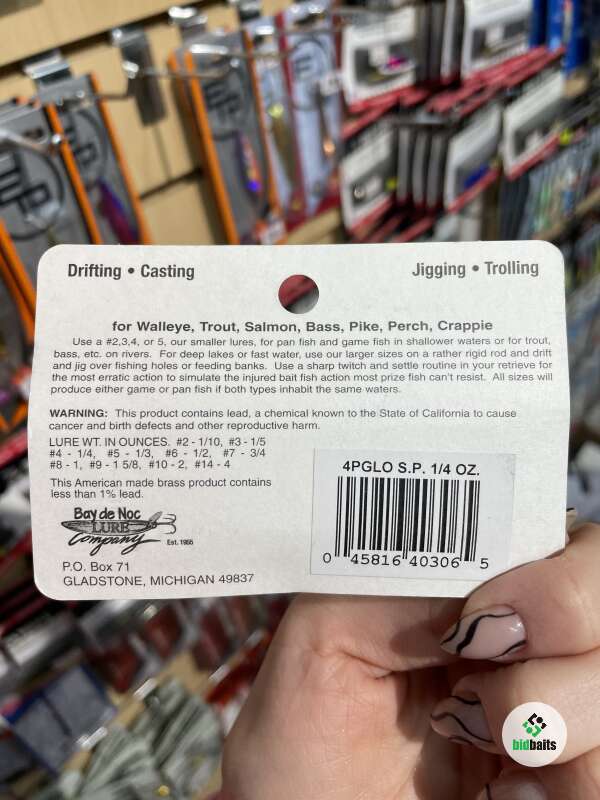 Drifting • Casting
Jigging • Trolling
for Walleye, Trout, Salmon, Bass, Pike, Perch, Crappie
Use a #2,3,4, or 5, our smaller lures, for pan fish and game fish in shallower waters or for trout,
bass, etc. on rivers. For deep lakes or fast water, use our larger sizes on a rather rigid rod and drift
and jig over fishing holes or feeding banks. Use a sharp twitch and settle routine in your retrieve for
the most erratic action to simulate the injured bait fish action most prize fish can't resist. All sizes will
produce either game or pan fish if both types inhabit the same waters.
WARNING: This product contains lead, a chemical known to the State of California to cause
cancer and birth defects and other reproductive harm.
LURE WT. IN OUNCES. #2 - 1/10, #3 - 1/5
#4 - 1/4, #5 - 1/3, #6 - 1/2, #7 - 3/4
#8 - 1, #9 - 1 5/8, #10 - 2, #14 - 4
This American made brass product contains
less than 1% lead.
Bay de Noc
LURE
Company
Est. 1965
P.O. Box 71
GLADSTONE, MICHIGAN 49837
4PGLO S.P. 1/4 OZ.
0 45816 40306 5
bidbaits